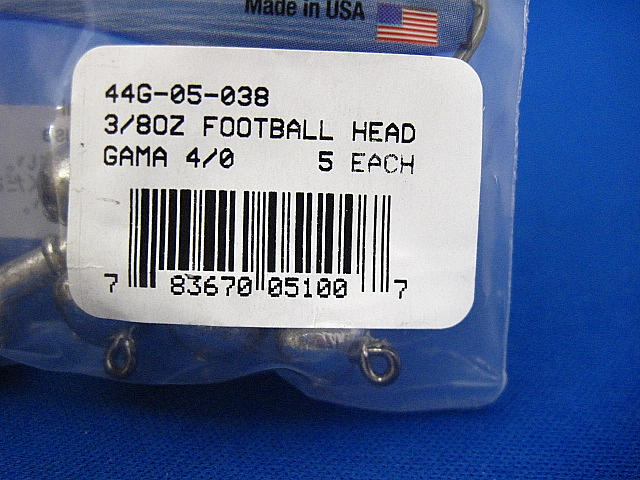 Made in USA
44G-05-038
3/8OZ FOOTBALL HEAD
GAMA 4/0 5 EACH
7 83670 05100 7